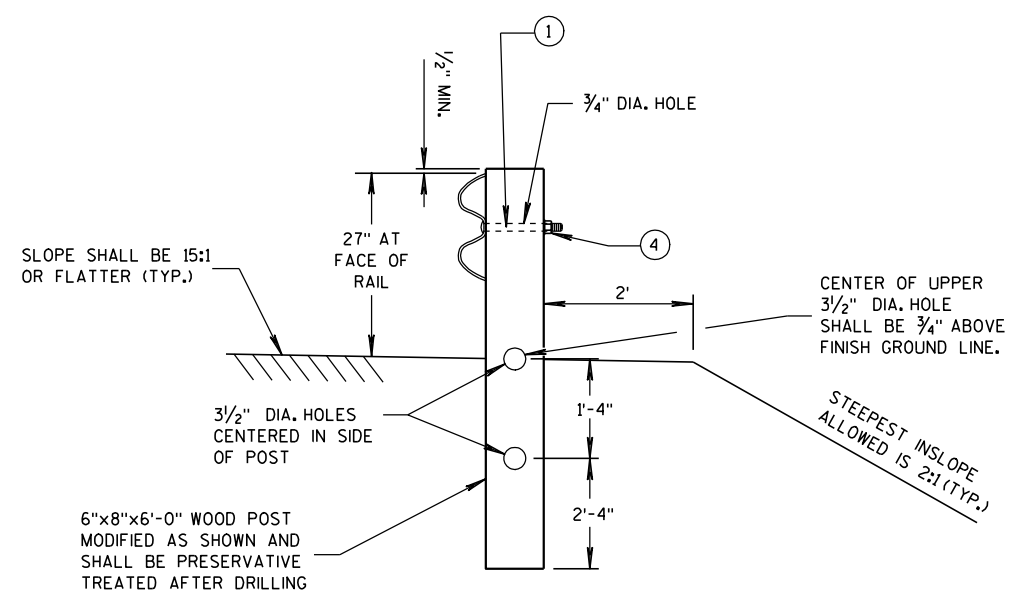 1
½" MIN.
¾" DIA. HOLE
27" AT
FACE OF
RAIL
4
SLOPE SHALL BE 15:1
OR FLATTER (TYP.)
2'
CENTER OF UPPER
3½" DIA. HOLE
SHALL BE ¾" ABOVE
FINISH GROUND LINE.
3½" DIA. HOLES
CENTERED IN SIDE
OF POST
1'-4"
STEEPEST INSLOPE
ALLOWED IS 2:1 (TYP.)
2'-4"
6"x8"x6'-0" WOOD POST
MODIFIED AS SHOWN AND
SHALL BE PRESERVATIVE
TREATED AFTER DRILLING